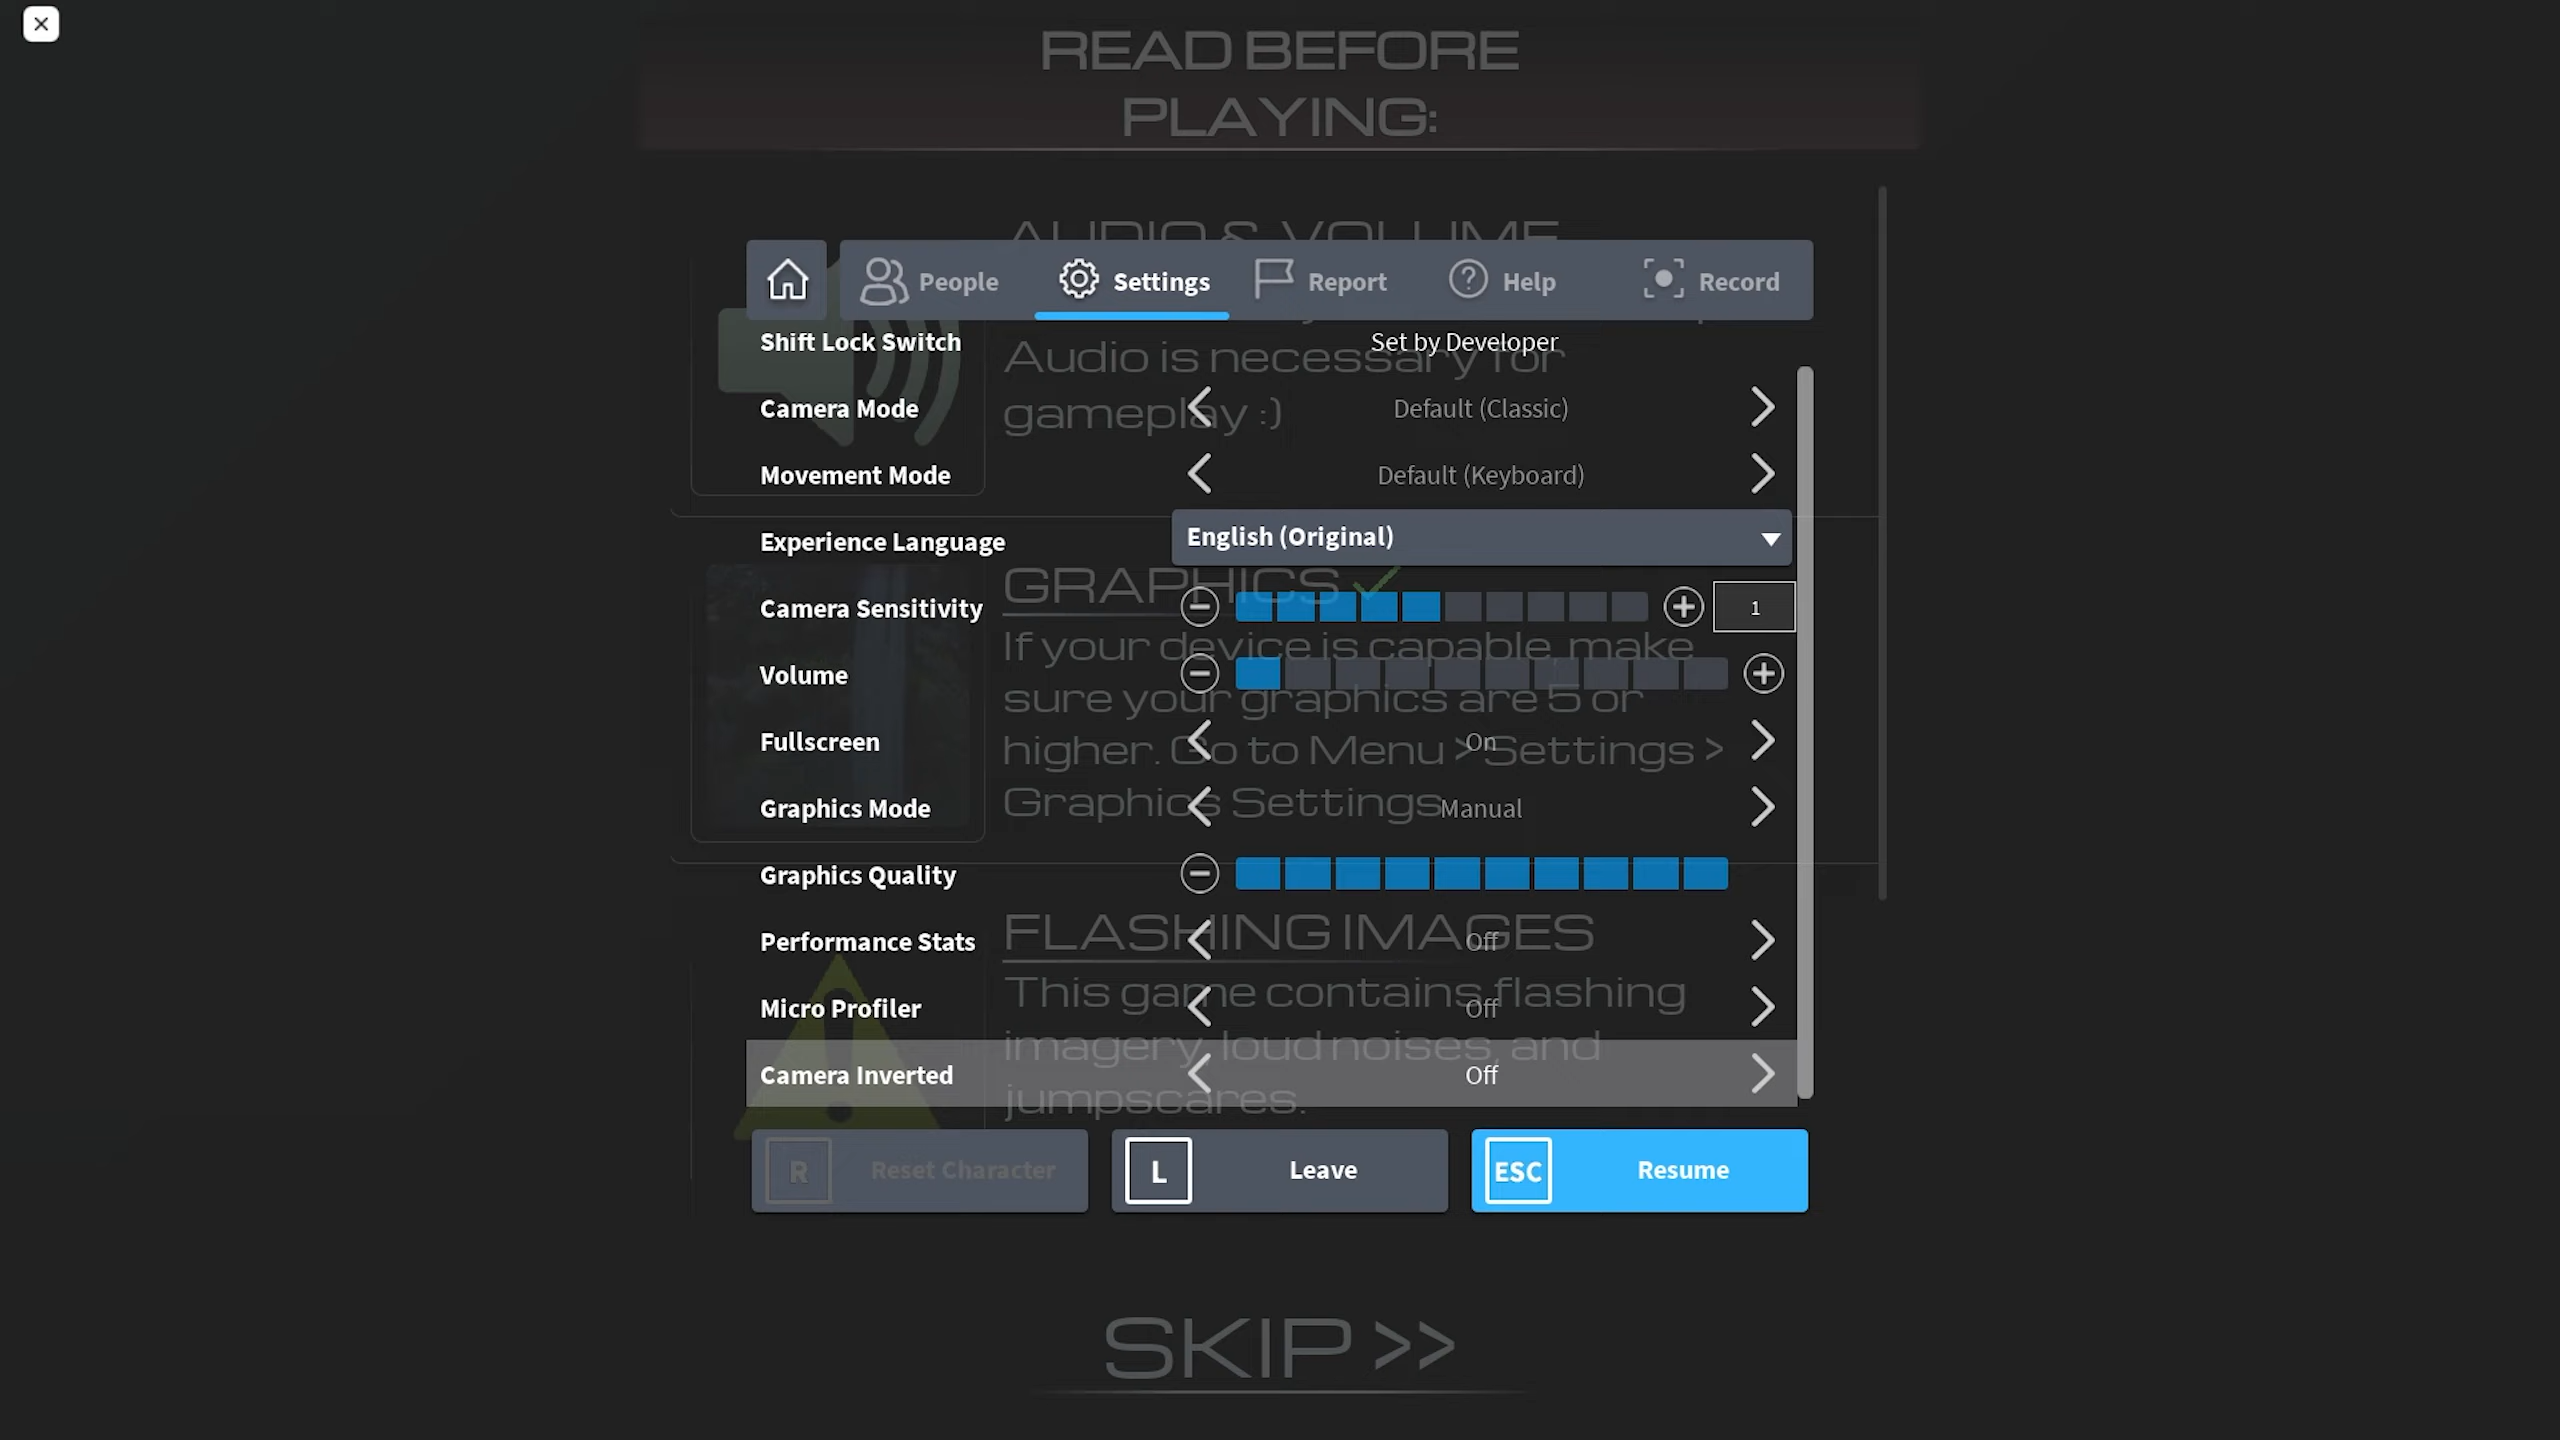 READ BEFORE
PLAYING:
AUDIO & VOLUME
People
Settings
Report
Help
Record
Shift Lock Switch
Set by Developer
Audio is necessary for
gameplay :)
Camera Mode
Default (Classic)
Movement Mode
Default (Keyboard)
Experience Language
English (Original)
GRAPHICS
Camera Sensitivity
1
If your device is capable, make
sure your graphics are 5 or
higher. Go to Menu > Settings >
Graphics Settings
Volume
Fullscreen
On
Graphics Mode
Manual
Graphics Quality
FLASHING IMAGES
Performance Stats
Off
This game contains flashing
imagery, loud noises, and
jumpscares.
Micro Profiler
Off
Camera Inverted
Off
R
Reset Character
L
Leave
ESC
Resume
SKIP >>